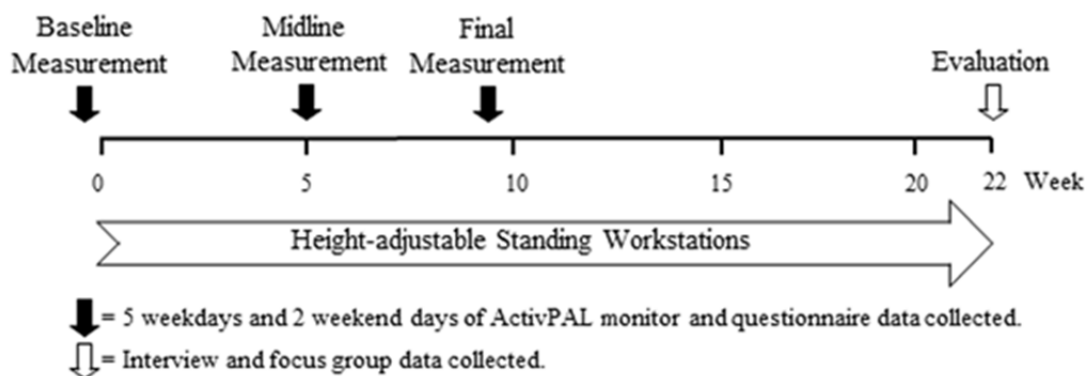 Baseline
Measurement
Midline
Measurement
Final
Measurement
Evaluation
0 5 10 15 20 22 Week
Height-adjustable Standing Workstations
= 5 weekdays and 2 weekend days of ActivPAL monitor and questionnaire data collected.
= Interview and focus group data collected.